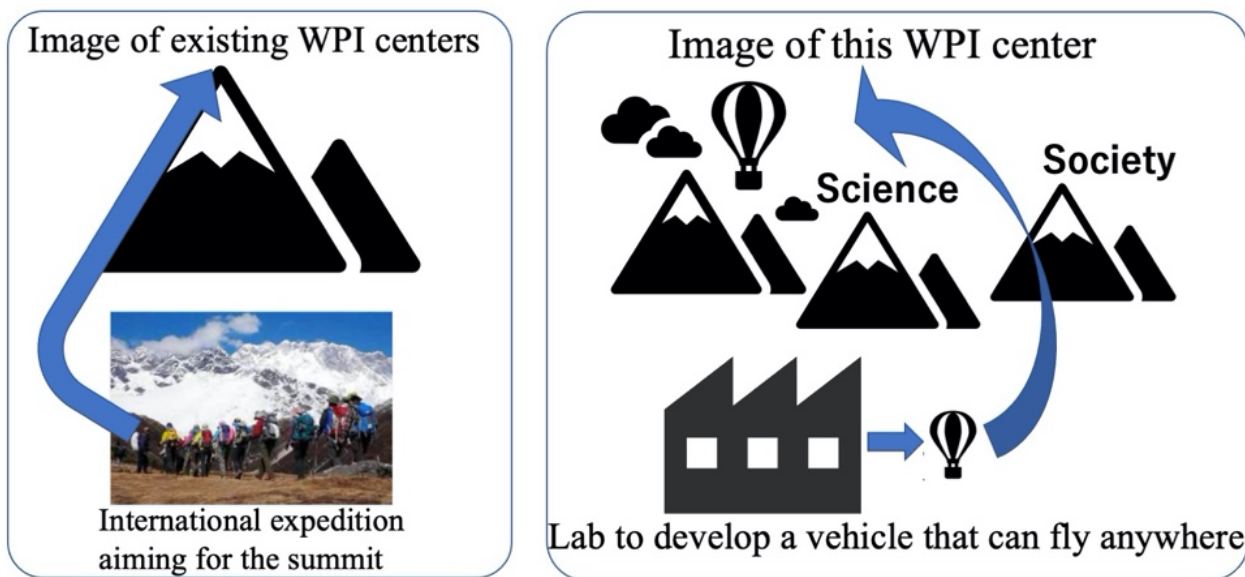 Image of existing WPI centers
International expedition
aiming for the summit
Image of this WPI center
Science
Society
Lab to develop a vehicle that can fly anywhere